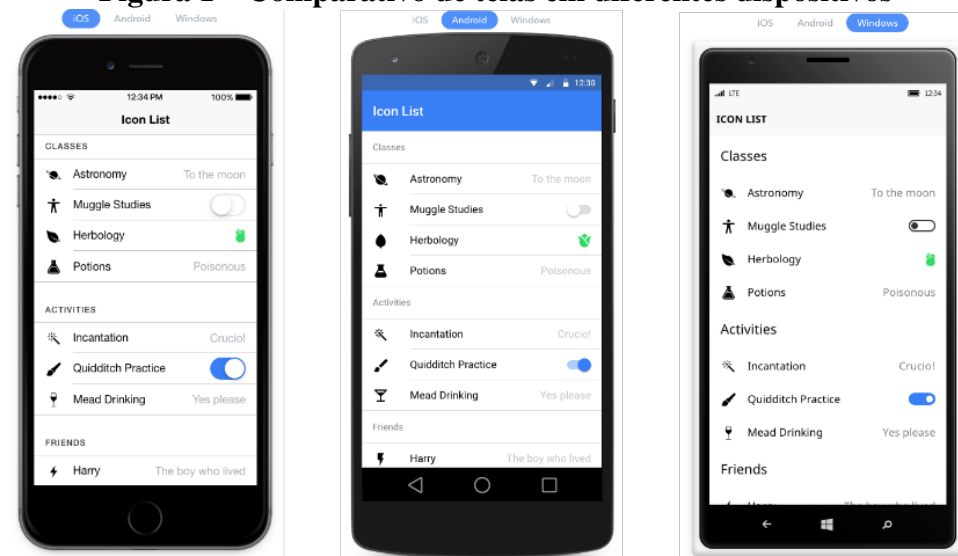 Figura 1 – Comparativo de telas em diferentes dispositivos
iOS Android Windows
12:34 PM 100%
Icon List
CLASSES
Astronomy To the moon
Muggle Studies
Herbology
Potions Poisonous
ACTIVITIES
Incantation Crucio!
Quidditch Practice
Mead Drinking Yes please
FRIENDS
Harry The boy who lived
iOS Android Windows
12:30
Icon List
Classes
Astronomy To the moon
Muggle Studies
Herbology
Potions Poisonous
Activities
Incantation Crucio!
Quidditch Practice
Mead Drinking Yes please
Friends
Harry The boy who lived
iOS Android Windows
LTE 12:34
ICON LIST
Classes
Astronomy To the moon
Muggle Studies
Herbology
Potions Poisonous
Activities
Incantation Crucio!
Quidditch Practice
Mead Drinking Yes please
Friends